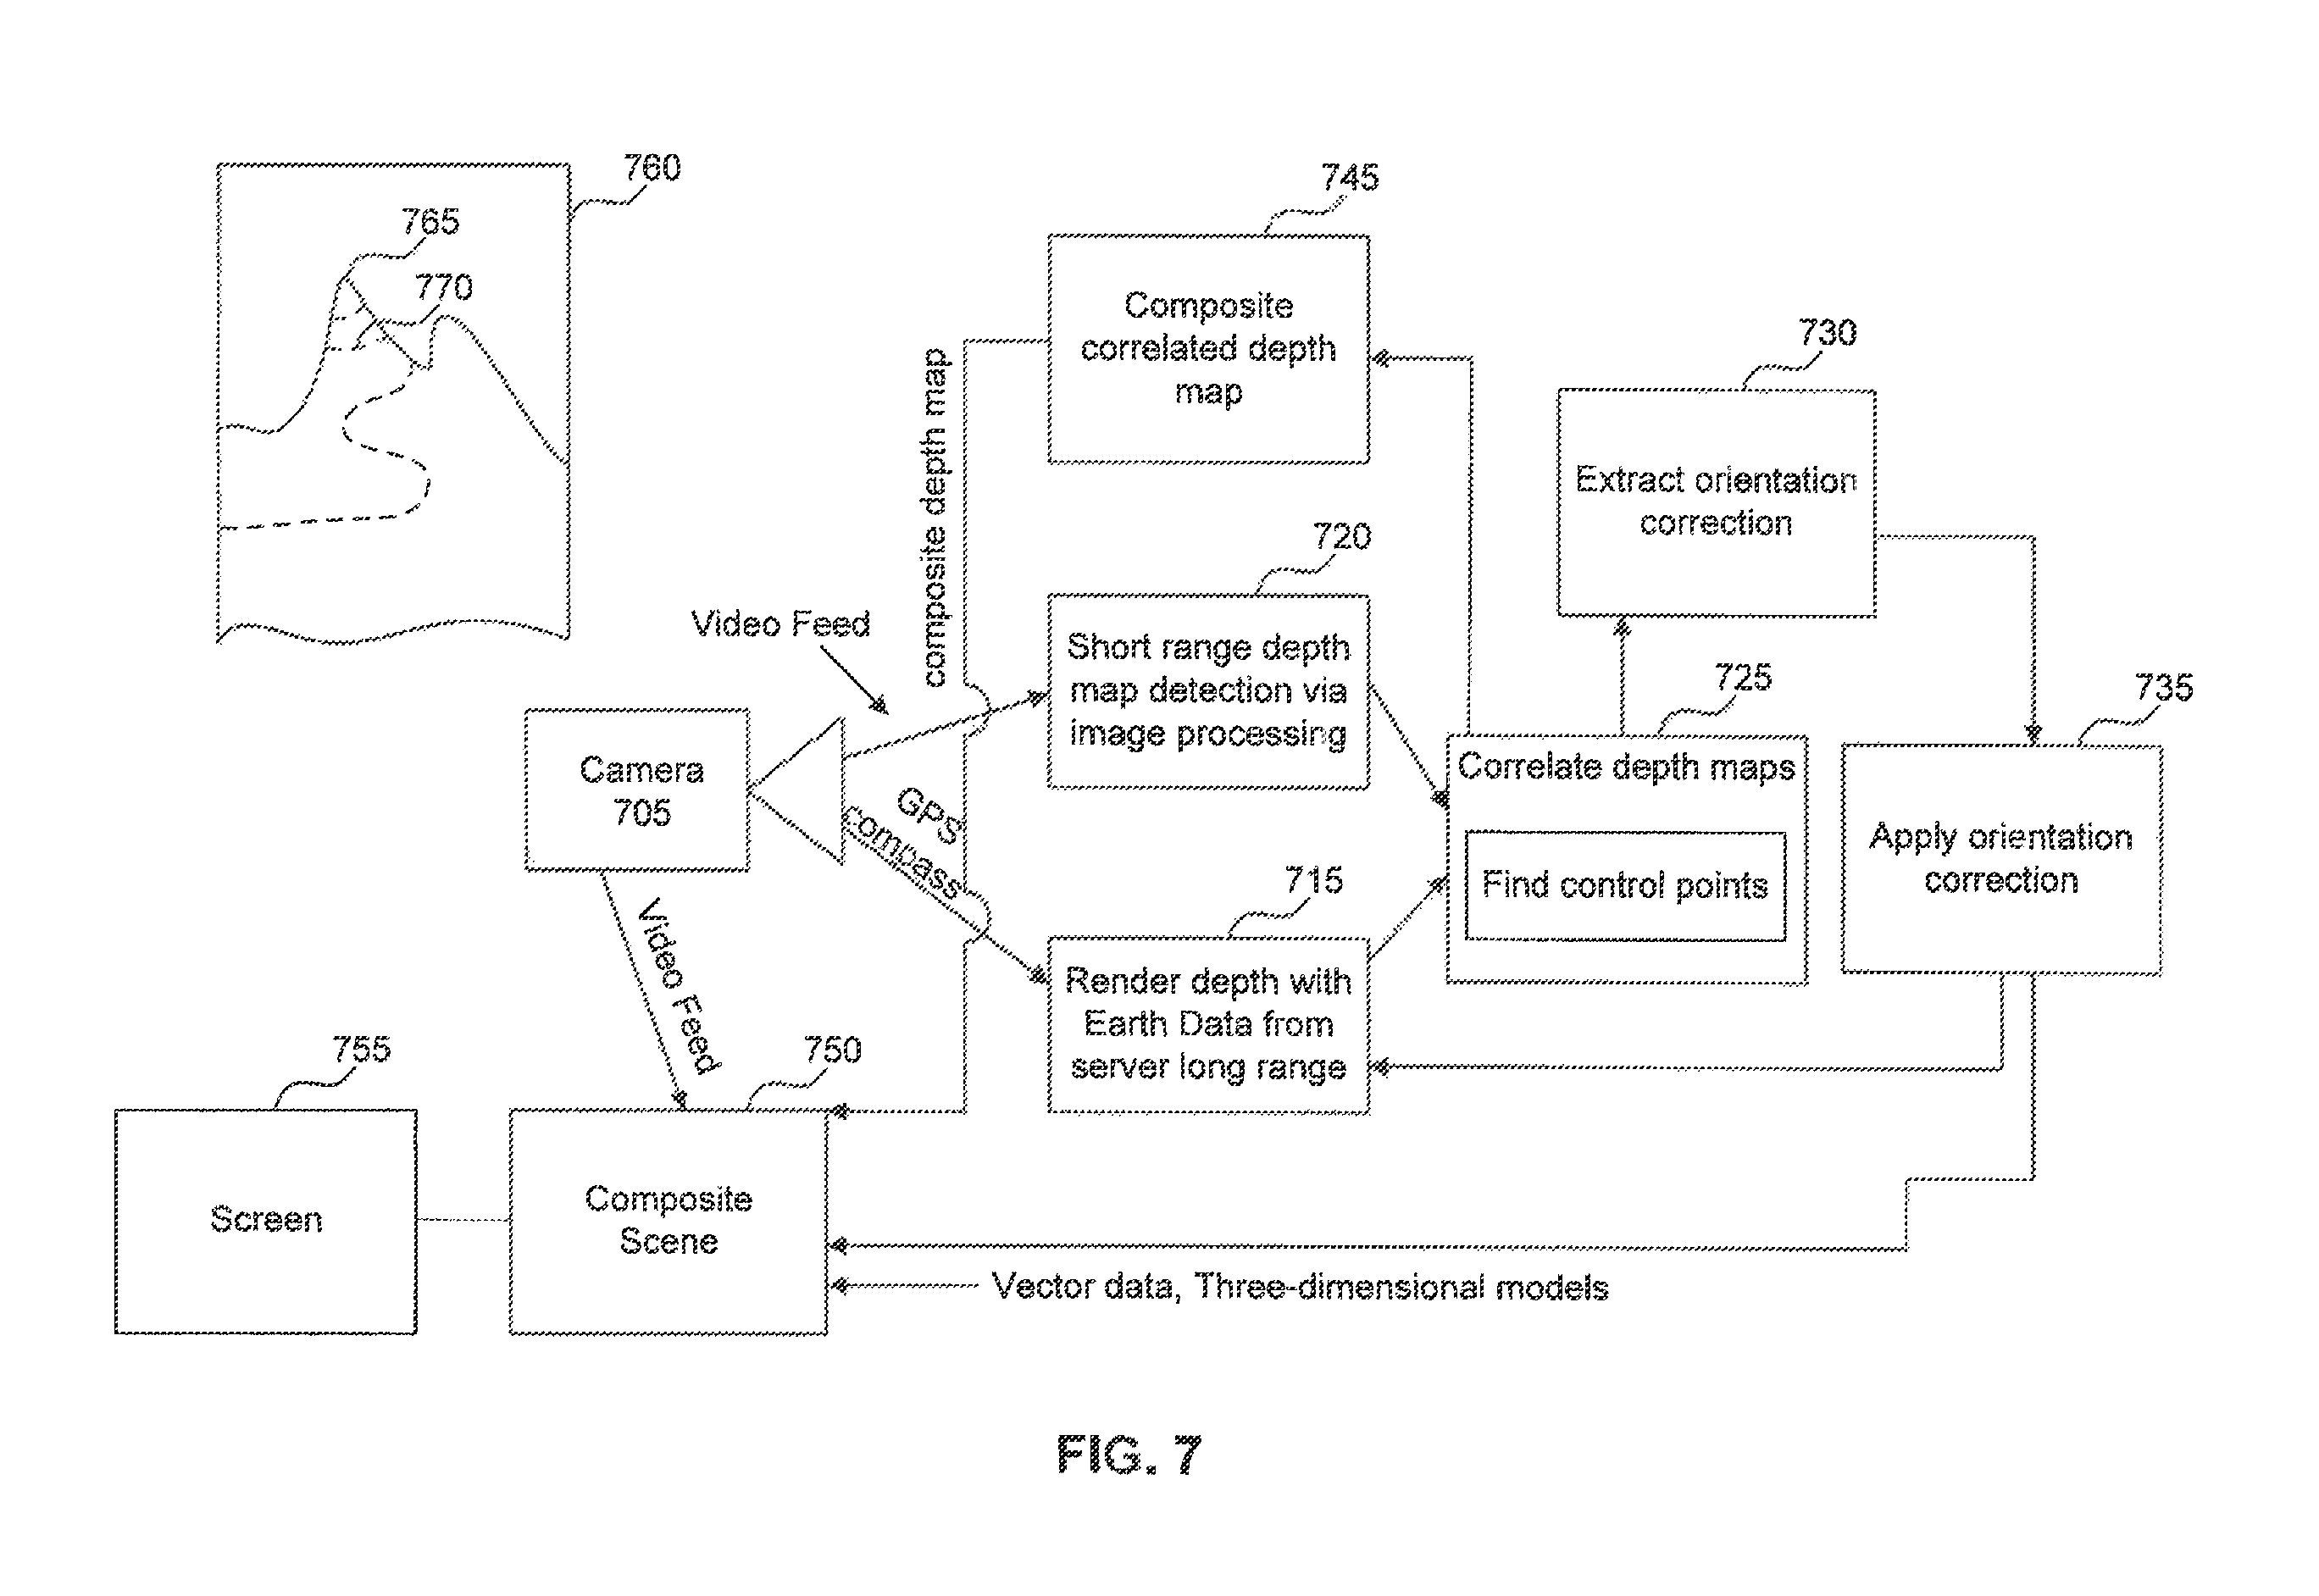 760
765
770
745
Composite
correlated depth
map
composite depth map
730
Extract orientation
correction
720
Short range depth
map detection via
image processing
Video Feed
Camera
705
GPS
compass
Video Feed
725
Correlate depth maps
Find control points
735
Apply orientation
correction
715
Render depth with
Earth Data from
server long range
755
Screen
750
Composite
Scene
Vector data, Three-dimensional models
FIG. 7